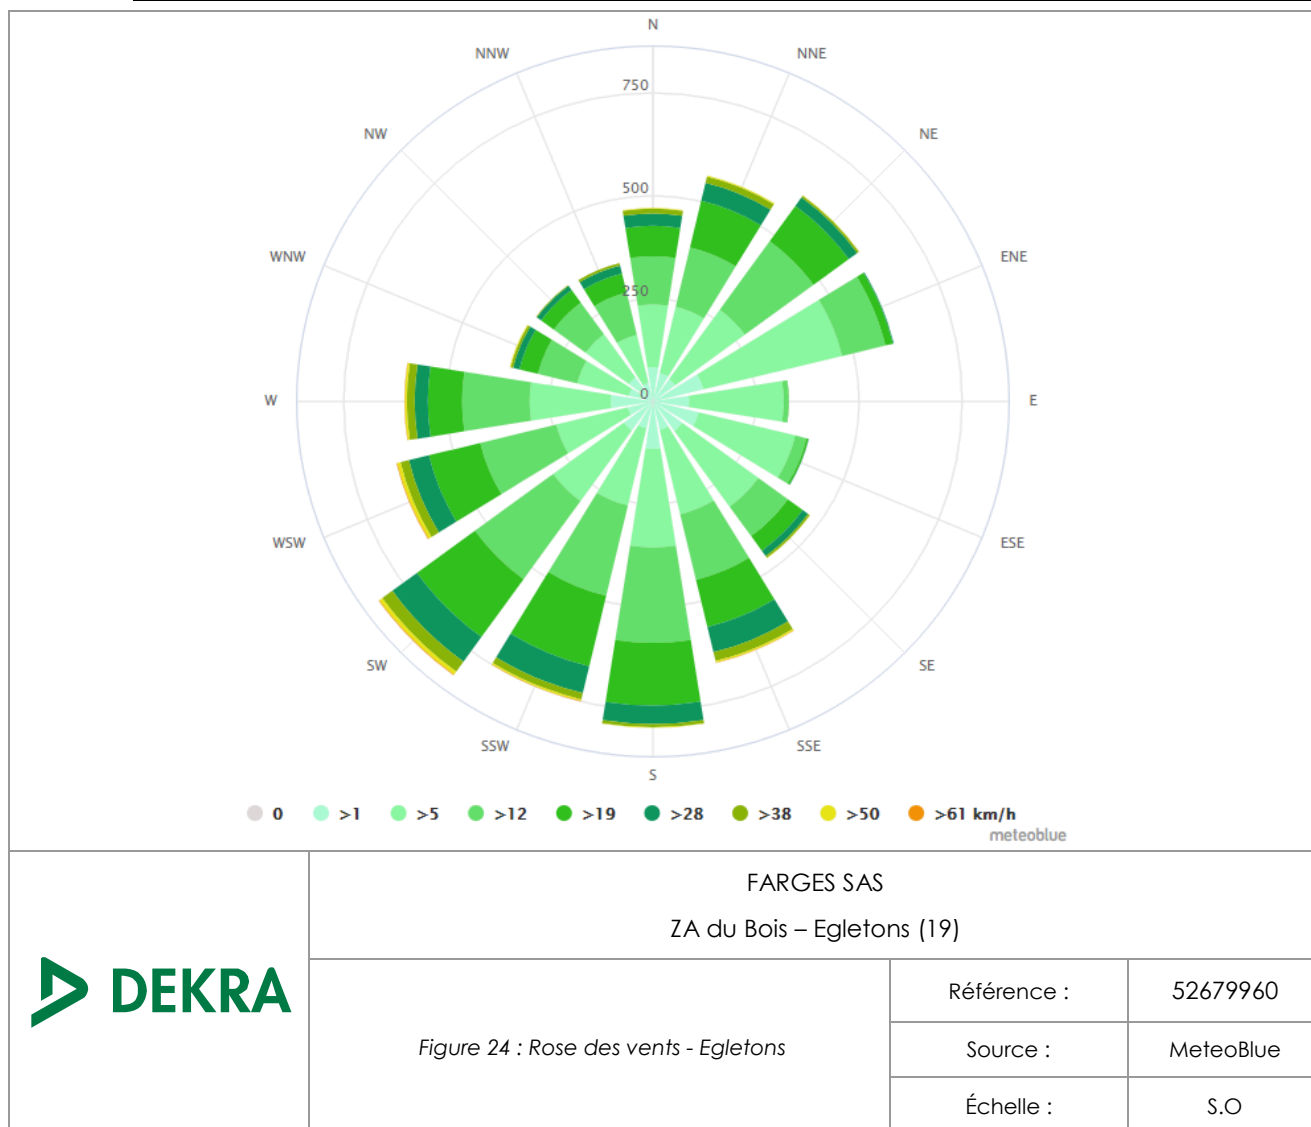 N
NNW
NNE
750
NW
NE
500
WNW
ENE
250
0
W
E
WSW
ESE
SW
SE
SSW
SSE
S
0 >1 >5 >12 >19 >28 >38 >50 >61 km/h
meteoblue
FARGES SAS
ZA du Bois – Egletons (19)
DEKRA
Figure 24 : Rose des vents - Egletons
Référence : 52679960
Source : MeteoBlue
Échelle : S.O